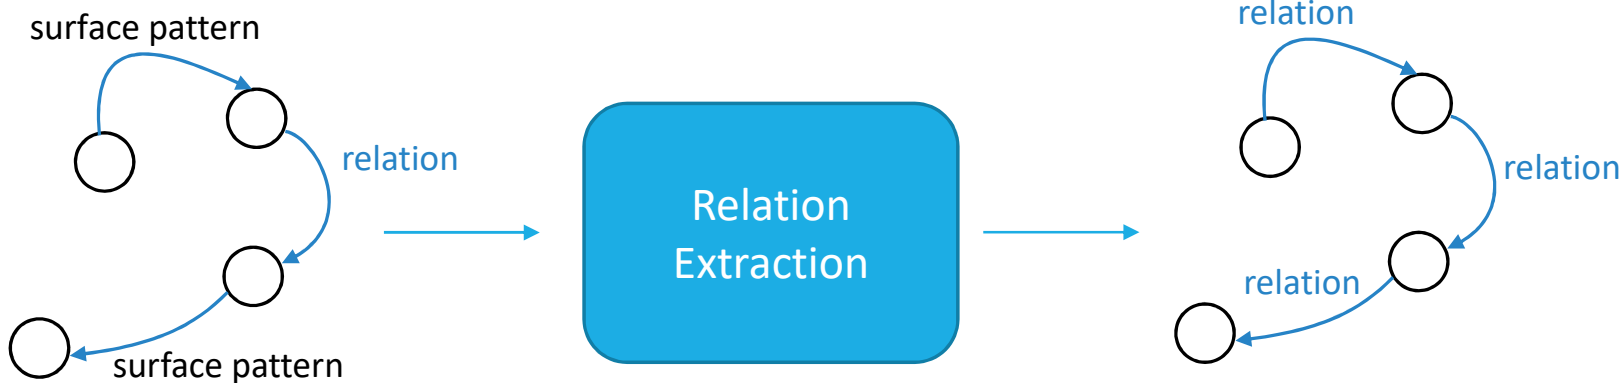 surface pattern
relation
surface pattern
Relation
Extraction
relation
relation
relation